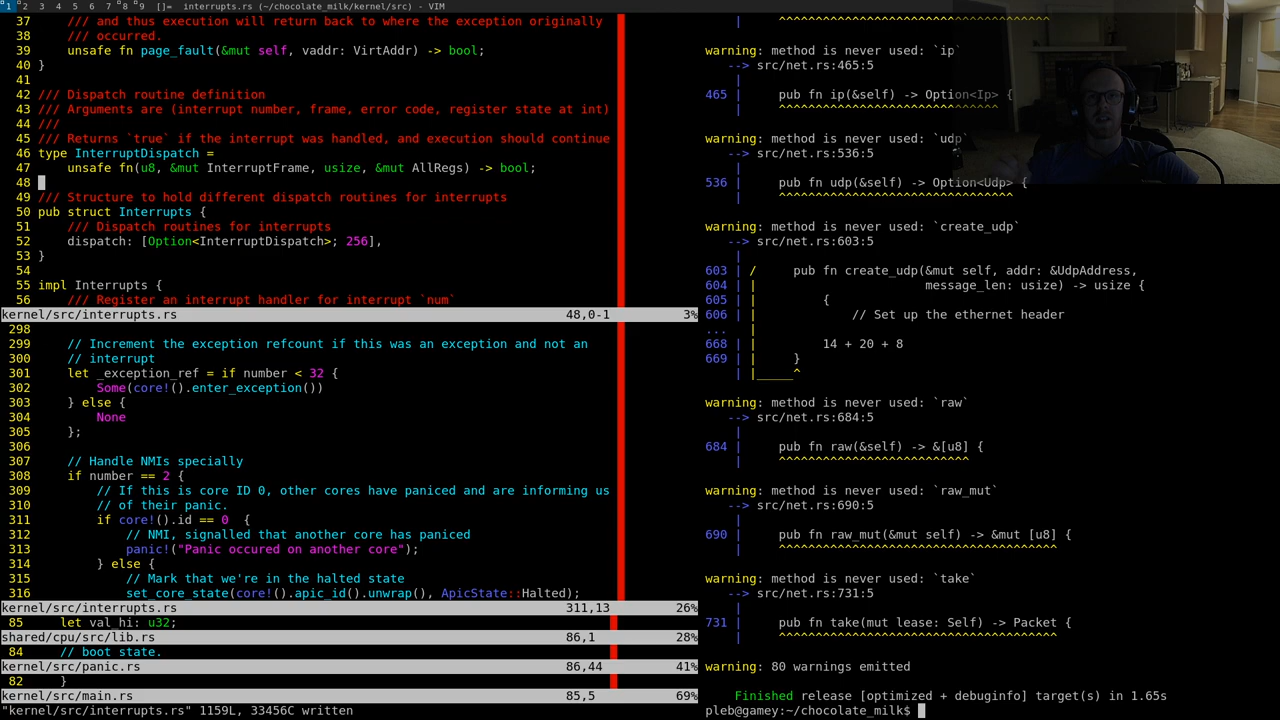 1 2 3 4 5 6 7 8 9 []= interrupts.rs (~/chocolate_milk/kernel/src) - VIM
37 /// and thus execution will return back to where the exception originally
38 /// occurred.
39 unsafe fn page_fault(&mut self, vaddr: VirtAddr) -> bool;
40 }
41
42 /// Dispatch routine definition
43 /// Arguments are (interrupt number, frame, error code, register state at int)
44 ///
45 /// Returns `true` if the interrupt was handled, and execution should continue
46 type InterruptDispatch =
47 unsafe fn(u8, &mut InterruptFrame, usize, &mut AllRegs) -> bool;
48
49 /// Structure to hold different dispatch routines for interrupts
50 pub struct Interrupts {
51 /// Dispatch routines for interrupts
52 dispatch: [Option<InterruptDispatch>; 256],
53 }
54
55 impl Interrupts {
56 /// Register an interrupt handler for interrupt `num`
kernel/src/interrupts.rs 48,0-1 3%
298
299 // Increment the exception refcount if this was an exception and not an
300 // interrupt
301 let _exception_ref = if number < 32 {
302 Some(core!().enter_exception())
303 } else {
304 None
305 };
306
307 // Handle NMIs specially
308 if number == 2 {
309 // If this is core ID 0, other cores have paniced and are informing us
310 // of their panic.
311 if core!().id == 0  {
312 // NMI, signalled that another core has paniced
313 panic!("Panic occured on another core");
314 } else {
315 // Mark that we're in the halted state
316 set_core_state(core!().apic_id().unwrap(), ApicState::Halted);
kernel/src/interrupts.rs 311,13 26%
85 let val_hi: u32;
shared/cpu/src/lib.rs 86,1 28%
84 // boot state.
kernel/src/panic.rs 86,44 41%
82 }
kernel/src/main.rs 85,5 69%
"kernel/src/interrupts.rs" 1159L, 33456C written
| ^^^^^^^^^^^^^^^^^^^^^^^^^^^^^^^^^^^^^
warning: method is never used: `ip`
--> src/net.rs:465:5
|
465 | pub fn ip(&self) -> Option<Ip> {
| ^^^^^^^^^^^^^^^^^^^^^^^^^^^^^^
warning: method is never used: `udp`
--> src/net.rs:536:5
|
536 | pub fn udp(&self) -> Option<Udp> {
| ^^^^^^^^^^^^^^^^^^^^^^^^^^^^^^^^
warning: method is never used: `create_udp`
--> src/net.rs:603:5
|
603 | / pub fn create_udp(&mut self, addr: &UdpAddress,
604 | | message_len: usize) -> usize {
605 | | {
606 | | // Set up the ethernet header
... |
668 | | 14 + 20 + 8
669 | | }
| |_____^
warning: method is never used: `raw`
--> src/net.rs:684:5
|
684 | pub fn raw(&self) -> &[u8] {
| ^^^^^^^^^^^^^^^^^^^^^^^^^^
warning: method is never used: `raw_mut`
--> src/net.rs:690:5
|
690 | pub fn raw_mut(&mut self) -> &mut [u8] {
| ^^^^^^^^^^^^^^^^^^^^^^^^^^^^^^^^^^^^^^
warning: method is never used: `take`
--> src/net.rs:731:5
|
731 | pub fn take(mut lease: Self) -> Packet {
| ^^^^^^^^^^^^^^^^^^^^^^^^^^^^^^^^^^^^^^
warning: 80 warnings emitted
Finished release [optimized + debuginfo] target(s) in 1.65s
pleb@gamey:~/chocolate_milk$